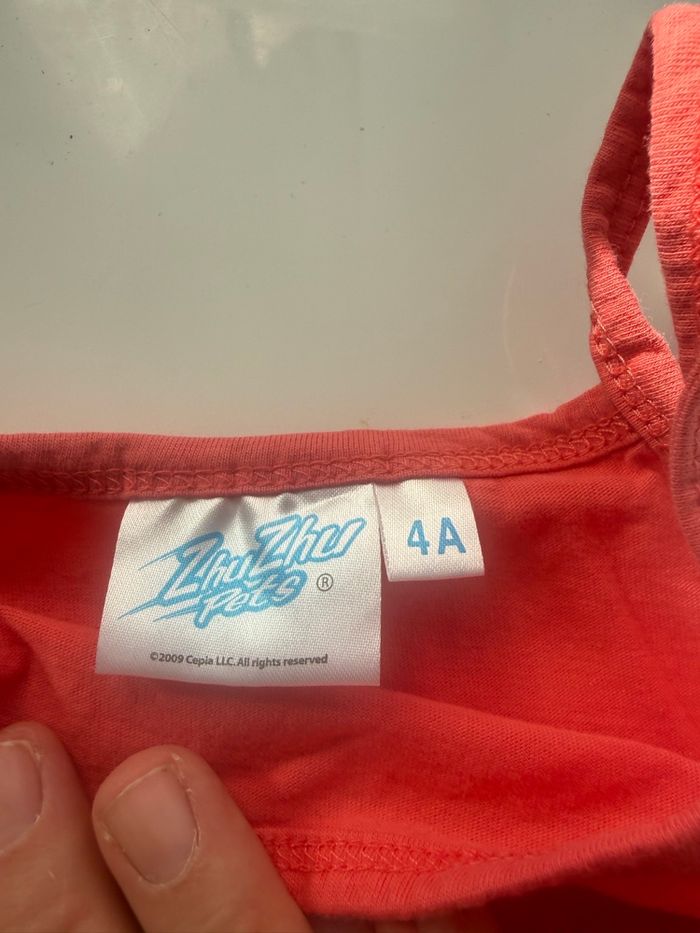 ZhuZhu
Pets ®
4A
©2009 Cepia LLC. All rights reserved